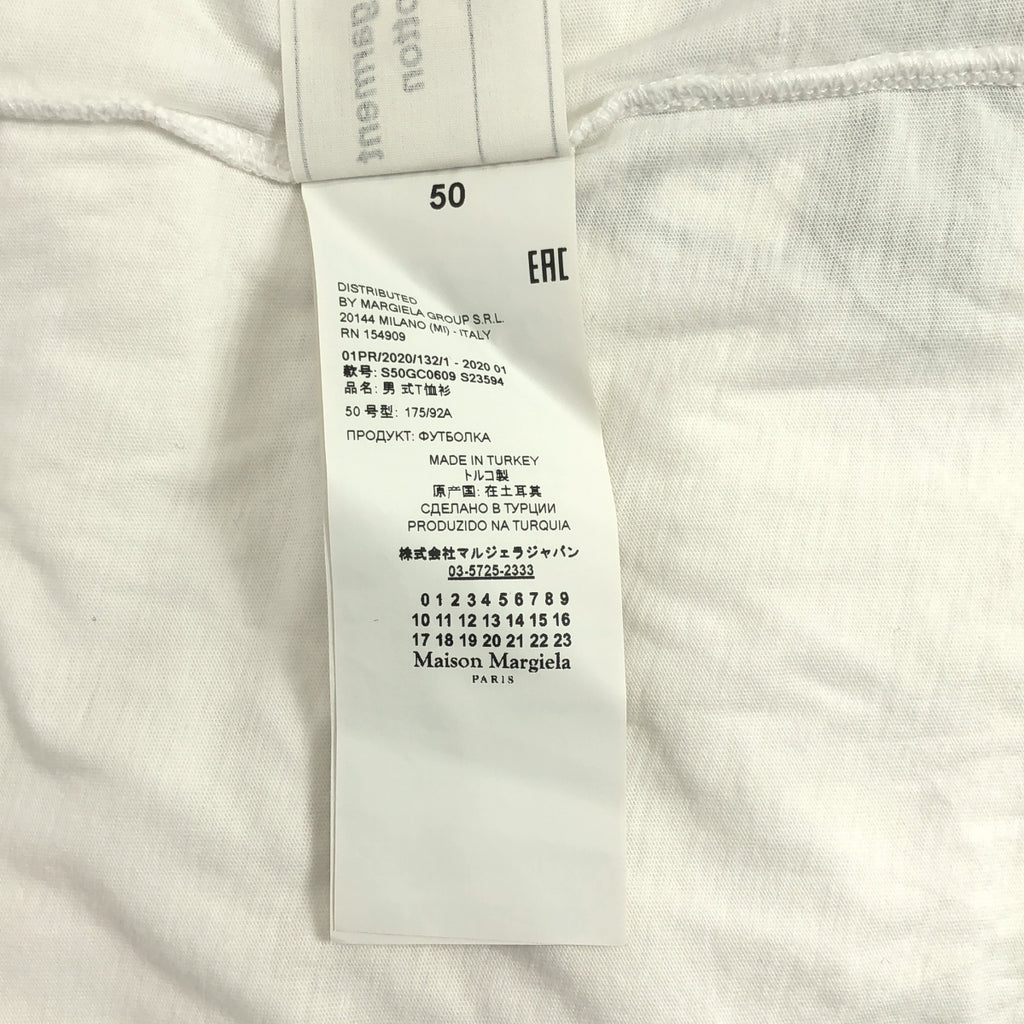 otton
garment
50
EAC
DISTRIBUTED
BY MARGIELA GROUP S.R.L.
20144 MILANO (MI) - ITALY
RN 154909
01PR/2020/132/1 - 2020 01
款号: S50GC0609 S23594
品名: 男 式T恤衫
50 号型: 175/92A
ПРОДУКТ: ФУТБОЛКА
MADE IN TURKEY
トルコ製
原产国: 在土耳其
СДЕЛАНО В ТУРЦИИ
PRODUZIDO NA TURQUIA
株式会社マルジェラジャパン
03-5725-2333
0 1 2 3 4 5 6 7 8 9
10 11 12 13 14 15 16
17 18 19 20 21 22 23
Maison Margiela
PARIS